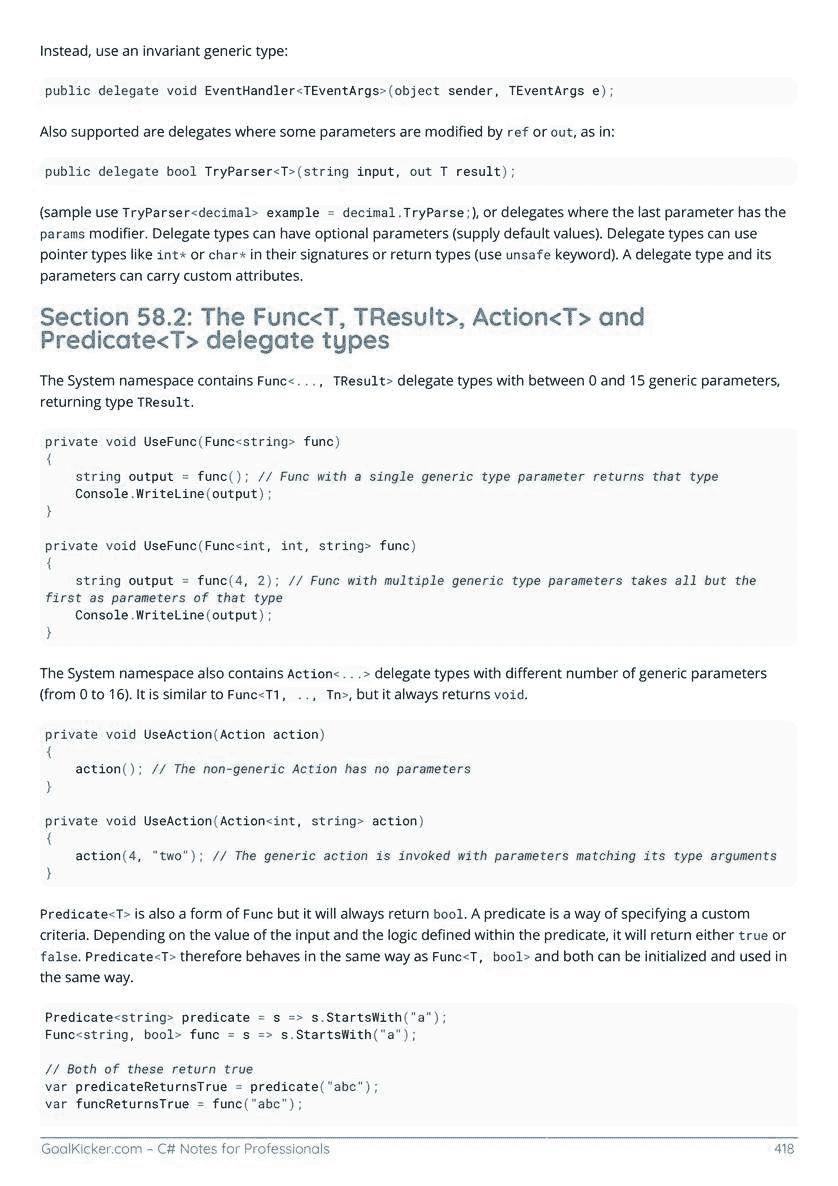 Instead, use an invariant generic type:
public delegate void EventHandler<TEventArgs>(object sender, TEventArgs e);
Also supported are delegates where some parameters are modified by ref or out, as in:
public delegate bool TryParser<T>(string input, out T result);
(sample use TryParser<decimal> example = decimal.TryParse;), or delegates where the last parameter has the
params modifier. Delegate types can have optional parameters (supply default values). Delegate types can use
pointer types like int* or char* in their signatures or return types (use unsafe keyword). A delegate type and its
parameters can carry custom attributes.
Section 58.2: The Func<T, TResult>, Action<T> and
Predicate<T> delegate types
The System namespace contains Func<..., TResult> delegate types with between 0 and 15 generic parameters,
returning type TResult.
private void UseFunc(Func<string> func)
{
    string output = func(); // Func with a single generic type parameter returns that type
    Console.WriteLine(output);
}
private void UseFunc(Func<int, int, string> func)
{
    string output = func(4, 2); // Func with multiple generic type parameters takes all but the
first as parameters of that type
    Console.WriteLine(output);
}
The System namespace also contains Action<...> delegate types with different number of generic parameters
(from 0 to 16). It is similar to Func<T1, .., Tn>, but it always returns void.
private void UseAction(Action action)
{
    action(); // The non-generic Action has no parameters
}
private void UseAction(Action<int, string> action)
{
    action(4, "two"); // The generic action is invoked with parameters matching its type arguments
}
Predicate<T> is also a form of Func but it will always return bool. A predicate is a way of specifying a custom
criteria. Depending on the value of the input and the logic defined within the predicate, it will return either true or
false. Predicate<T> therefore behaves in the same way as Func<T, bool> and both can be initialized and used in
the same way.
Predicate<string> predicate = s => s.StartsWith("a");
Func<string, bool> func = s => s.StartsWith("a");
// Both of these return true
var predicateReturnsTrue = predicate("abc");
var funcReturnsTrue = func("abc");
GoalKicker.com – C# Notes for Professionals 418